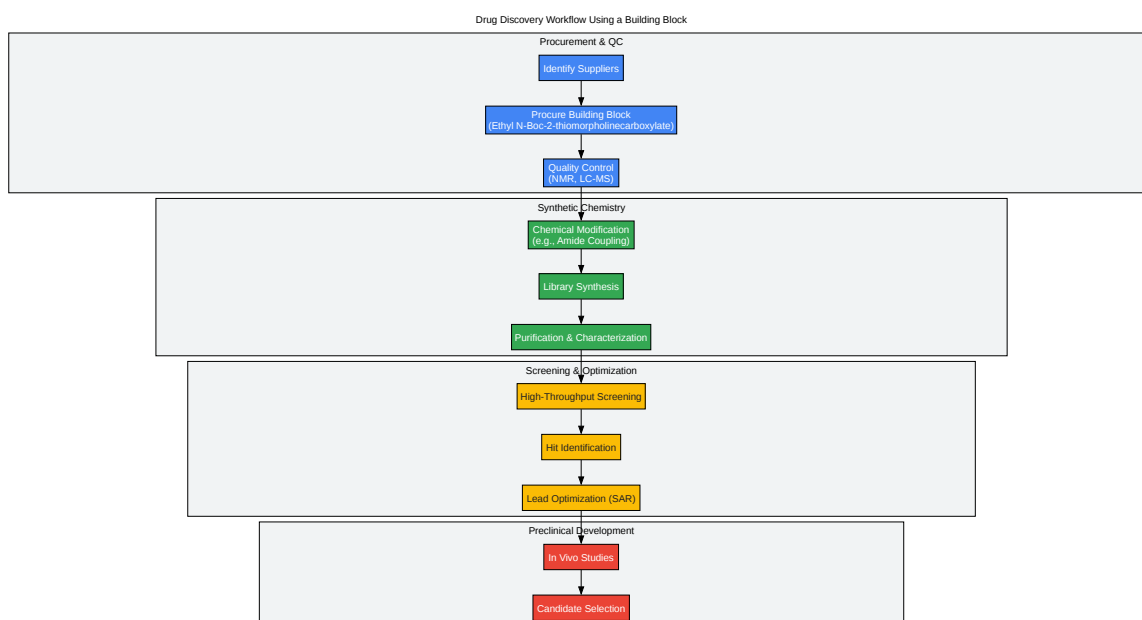 Drug Discovery Workflow Using a Building Block
Procurement & QC
Identify Suppliers
Procure Building Block
(Ethyl N-Boc-2-thiomorpholinecarboxylate)
Quality Control
(NMR, LC-MS)
Synthetic Chemistry
Chemical Modification
(e.g., Amide Coupling)
Library Synthesis
Purification & Characterization
Screening & Optimization
High-Throughput Screening
Hit Identification
Lead Optimization (SAR)
Preclinical Development
In Vivo Studies
Candidate Selection